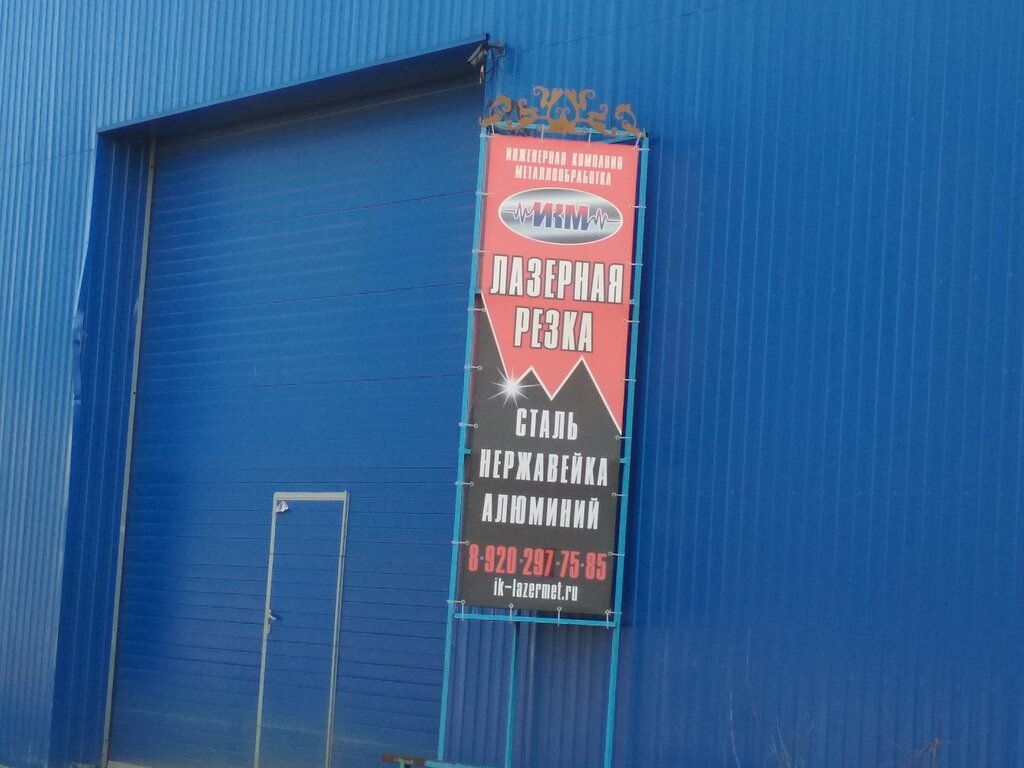 ИНЖЕНЕРНАЯ КОМПАНИЯ
МЕТАЛЛООБРАБОТКА
ИКМ
ЛАЗЕРНАЯ
РЕЗКА
СТАЛЬ
НЕРЖАВЕЙКА
АЛЮМИНИЙ
8-920-297-75-85
ik-lazermet.ru